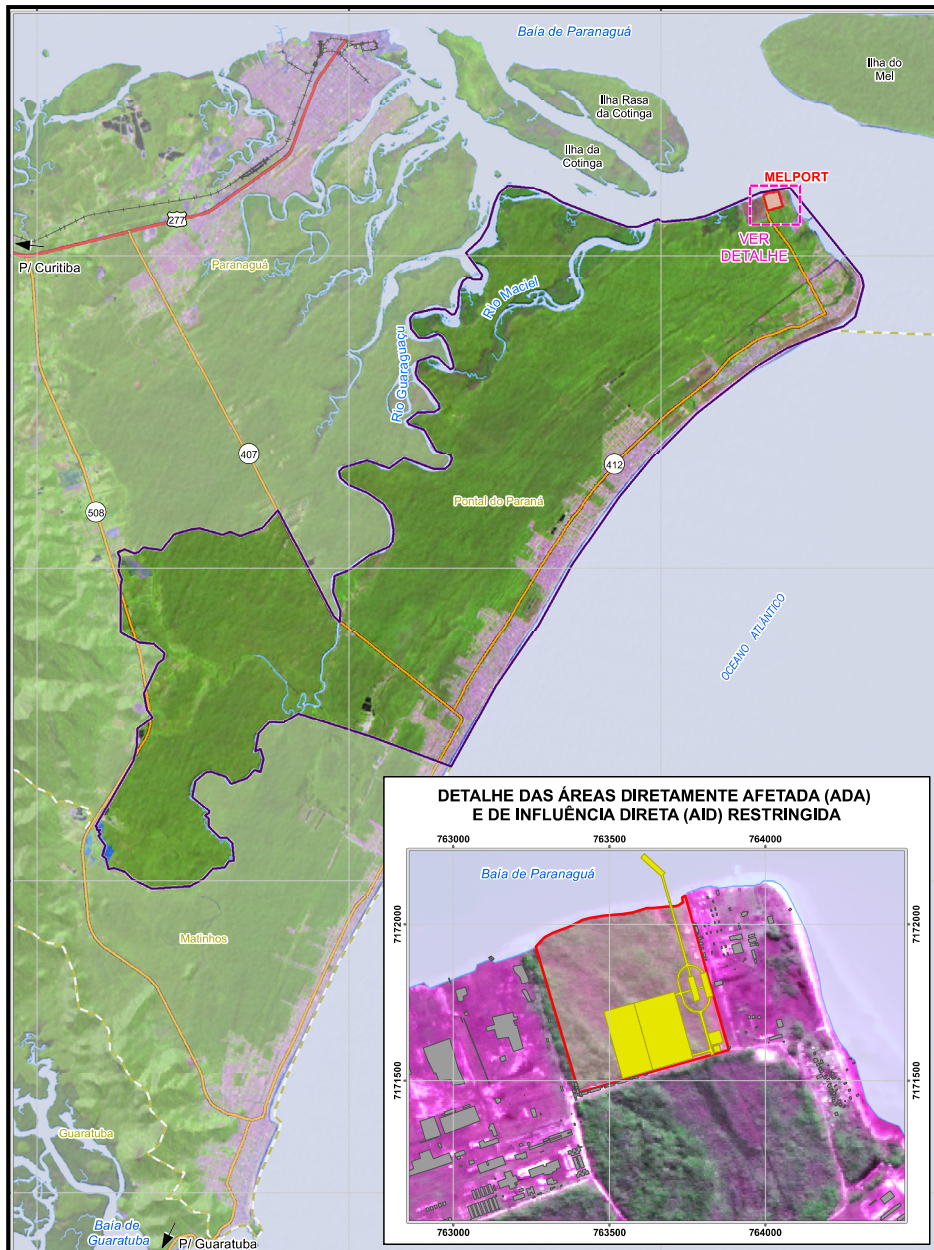 Baía de Paranaguá
Ilha do
Mel
Ilha Rasa
da Cotinga
Ilha da
Cotinga
MELPORT
277
VER
DETALHE
P/ Curitiba
Paranaguá
Rio Maciel
Rio Guaraguaçu
407
412
Pontal do Paraná
508
OCEANO ATLÂNTICO
DETALHE DAS ÁREAS DIRETAMENTE AFETADA (ADA)
E DE INFLUÊNCIA DIRETA (AID) RESTRINGIDA
763000
763500
764000
Baía de Paranaguá
7172000
7172000
7171500
7171500
763000
763500
764000
Matinhos
Guaratuba
Baía de
Guaratuba
P/ Guaratuba